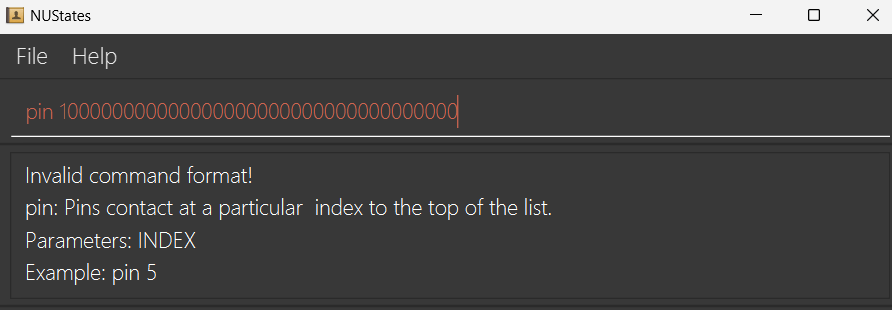 NUStates
File Help
pin 100000000000000000000000000000000000
Invalid command format!
pin: Pins contact at a particular  index to the top of the list.
Parameters: INDEX
Example: pin 5